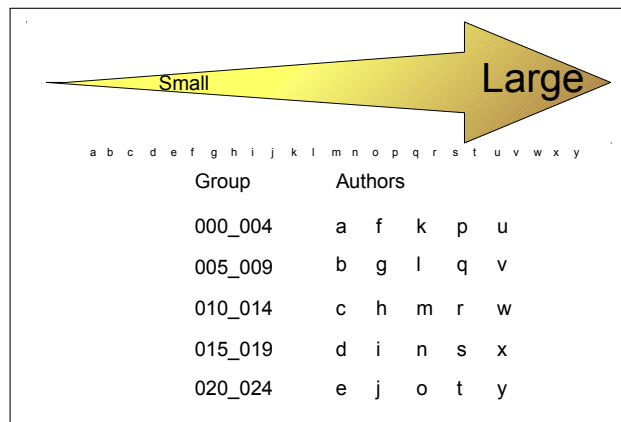 Small
Large
a b c d e f g h i j k l m n o p q r s t u v w x y
Group Authors
000_004 a f k p u
005_009 b g l q v
010_014 c h m r w
015_019 d i n s x
020_024 e j o t y